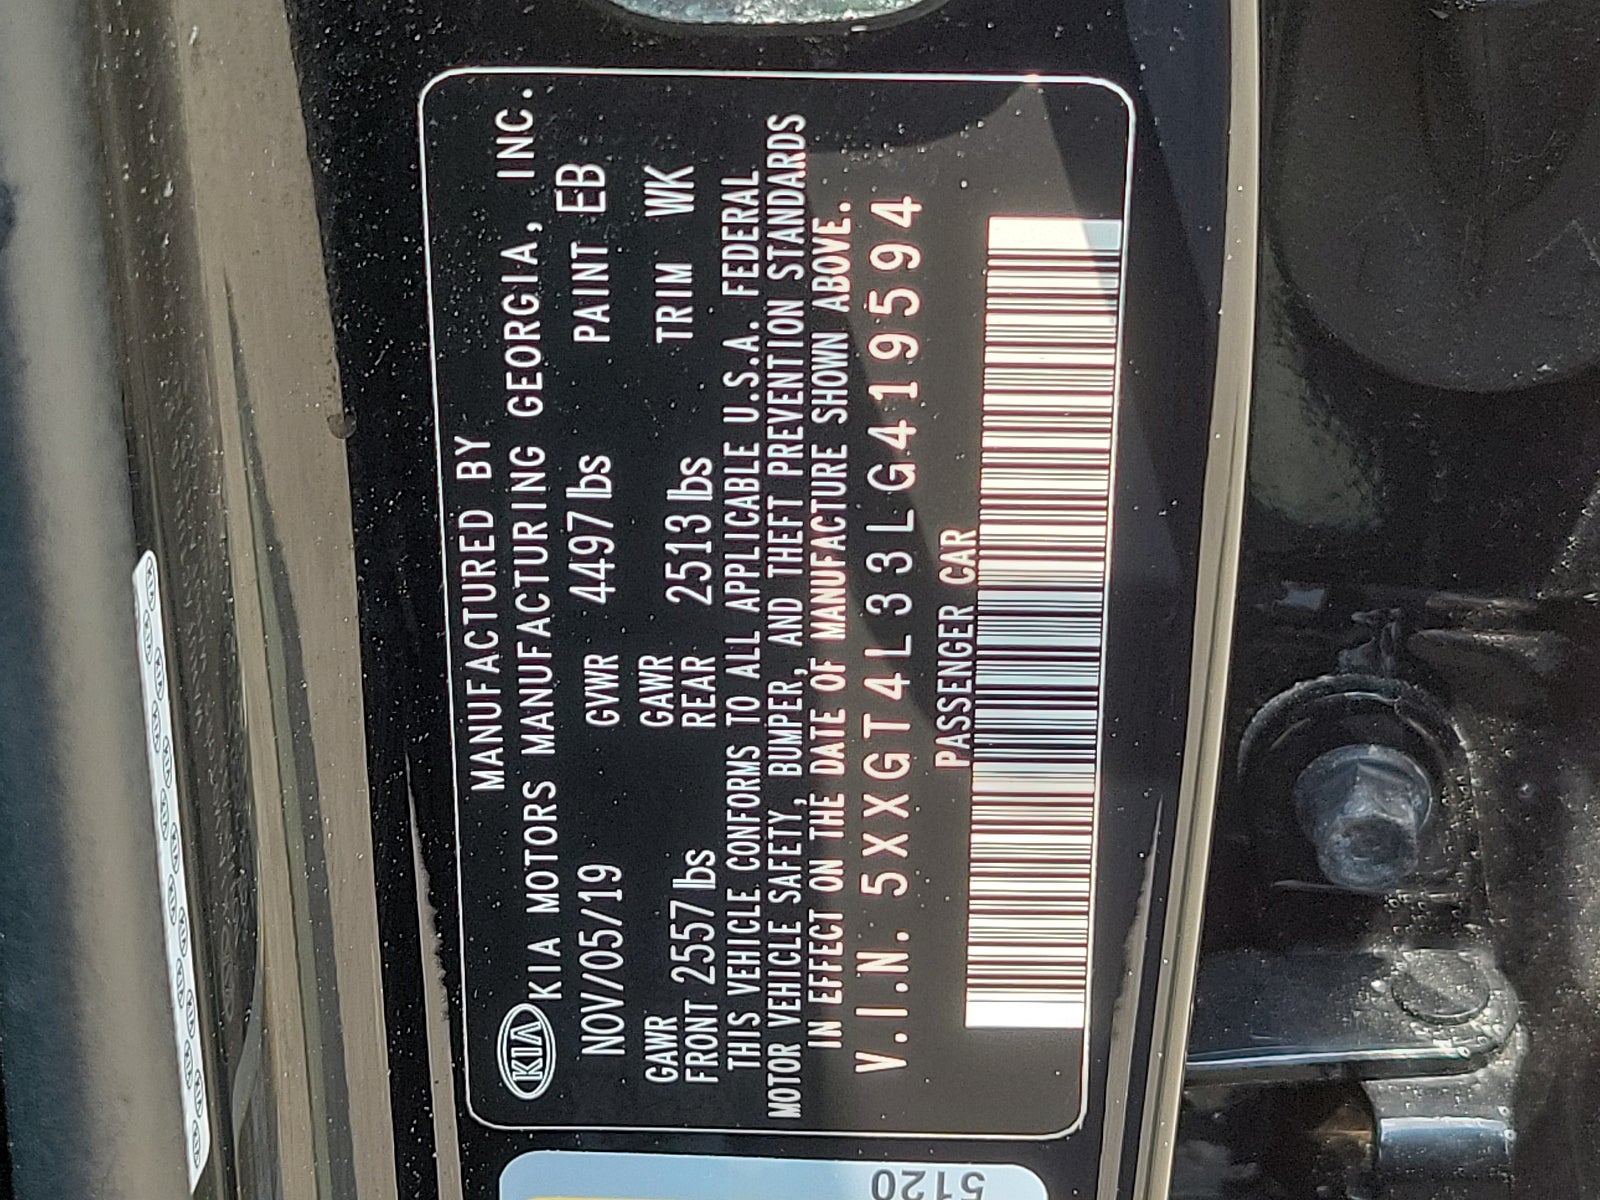 MANUFACTURED BY
KIA KIA MOTORS MANUFACTURING GEORGIA, INC.
NOV/05/19 GVWR 4497 lbs PAINT EB
GAWR GAWR
FRONT 2557 lbs REAR 2513 lbs TRIM WK
THIS VEHICLE CONFORMS TO ALL APPLICABLE U.S.A. FEDERAL
MOTOR VEHICLE SAFETY, BUMPER, AND THEFT PREVENTION STANDARDS
IN EFFECT ON THE DATE OF MANUFACTURE SHOWN ABOVE.
V.I.N. 5XXGT4L33LG419594
PASSENGER CAR
5120